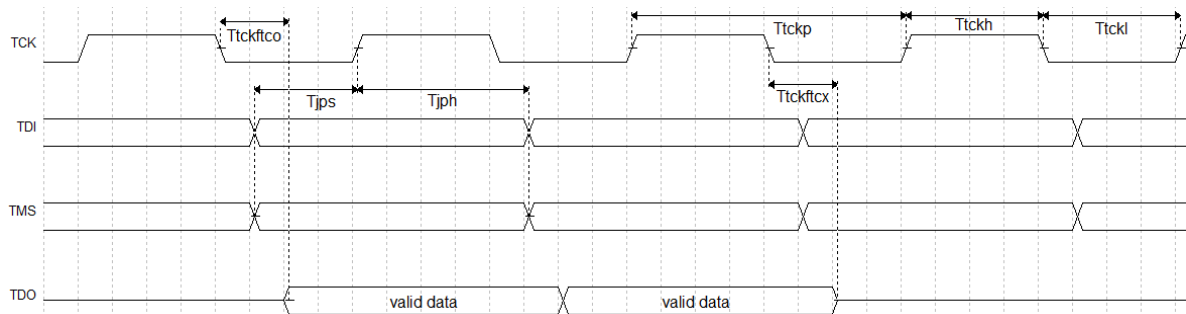 Ttckftco
Ttckp
Ttckh
Ttckl
TCK
Tjps
Tjph
Ttckftcx
TDI
TMS
TDO
valid data
valid data